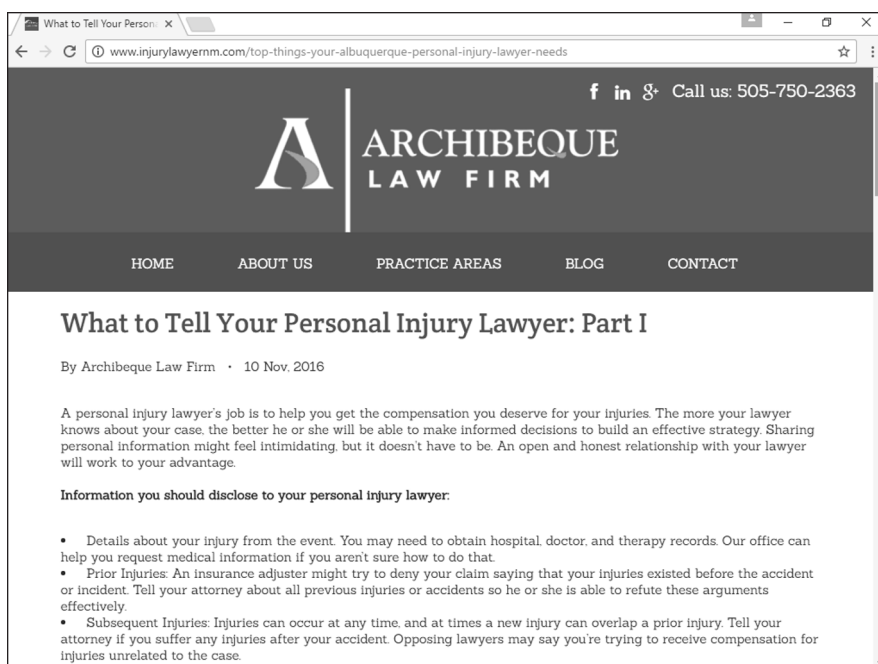 What to Tell Your Person
www.injurylawyernm.com/top-things-your-albuquerque-personal-injury-lawyer-needs
f in g+ Call us: 505-750-2363
A ARCHIBEQUE
LAW FIRM
HOME ABOUT US PRACTICE AREAS BLOG CONTACT
What to Tell Your Personal Injury Lawyer: Part I
By Archibeque Law Firm • 10 Nov, 2016
A personal injury lawyer's job is to help you get the compensation you deserve for your injuries. The more your lawyer
knows about your case, the better he or she will be able to make informed decisions to build an effective strategy. Sharing
personal information might feel intimidating, but it doesn't have to be. An open and honest relationship with your lawyer
will work to your advantage.
Information you should disclose to your personal injury lawyer:
• Details about your injury from the event. You may need to obtain hospital, doctor, and therapy records. Our office can
help you request medical information if you aren't sure how to do that.
• Prior Injuries: An insurance adjuster might try to deny your claim saying that your injuries existed before the accident
or incident. Tell your attorney about all previous injuries or accidents so he or she is able to refute these arguments
effectively.
• Subsequent Injuries: Injuries can occur at any time, and at times a new injury can overlap a prior injury. Tell your
attorney if you suffer any injuries after your accident. Opposing lawyers may say you're trying to receive compensation for
injuries unrelated to the case.